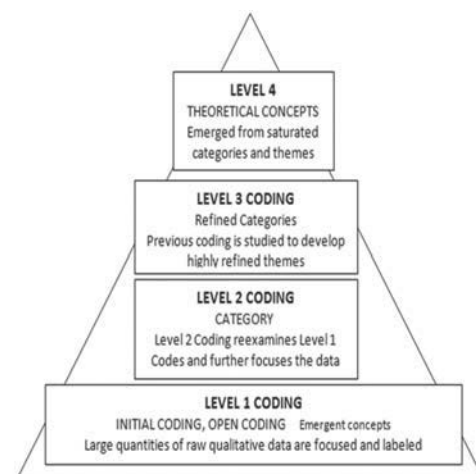 LEVEL 4
THEORETICAL CONCEPTS
Emerged from saturated
categories and themes
LEVEL 3 CODING
Refined Categories
Previous coding is studied to develop
highly refined themes
LEVEL 2 CODING
CATEGORY
Level 2 Coding reexamines Level 1
Codes and further focuses the data
LEVEL 1 CODING
INITIAL CODING, OPEN CODING Emergent concepts
Large quantities of raw qualitative data are focused and labeled